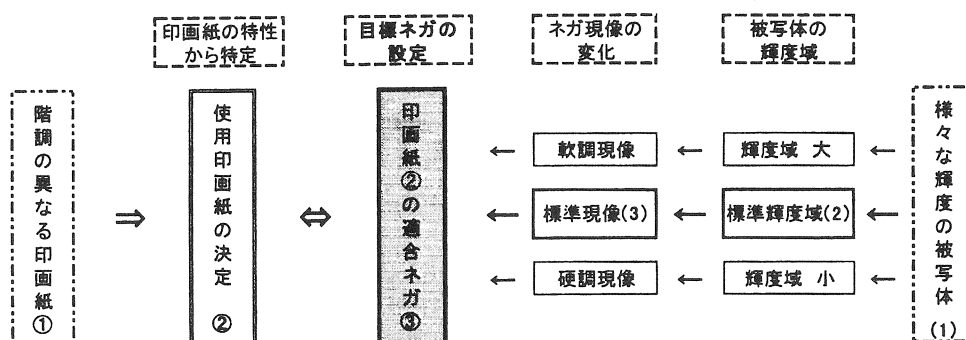 印画紙の特性
から特定
目標ネガの
設定
ネガ現像の
変化
被写体の
輝度域
階調の異なる印画紙①
⇒
使用印画紙の決定 ②
⇔
印画紙②の適合ネガ③
← 軟調現像 ← 輝度域 大 ←
← 標準現像(3) ← 標準輝度域(2) ←
← 硬調現像 ← 輝度域 小 ←
様々な輝度の被写体(1)